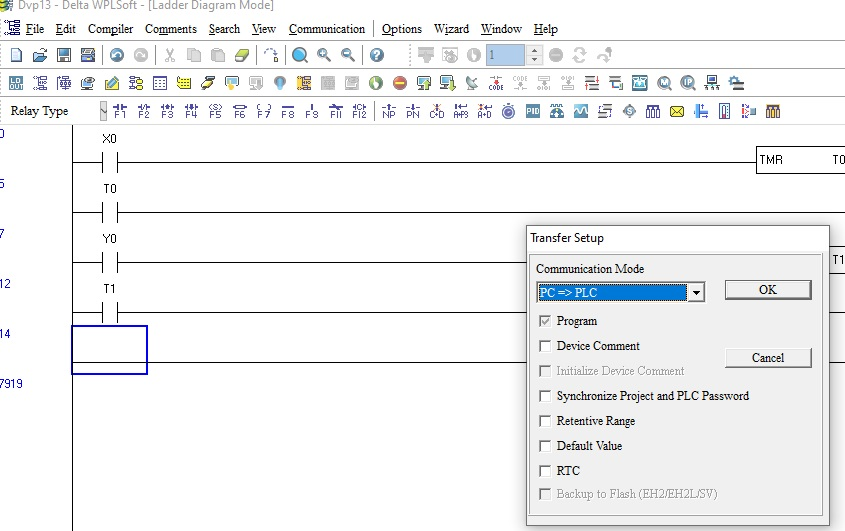 Dvp13 - Delta WPLSoft - [Ladder Diagram Mode]
File Edit Compiler Comments Search View Communication Options Wizard Window Help
1
Relay Type F1 F2 F3 F4 F5 F6 F7 F8 F9 F11 F12 NP PN
0
X0
TMR T0
5
T0
7
Y0
T1
12
T1
14
7919
Transfer Setup
Communication Mode
PC => PLC
OK
Program
Device Comment
Cancel
Initialize Device Comment
Synchronize Project and PLC Password
Retentive Range
Default Value
RTC
Backup to Flash (EH2/EH2L/SV)